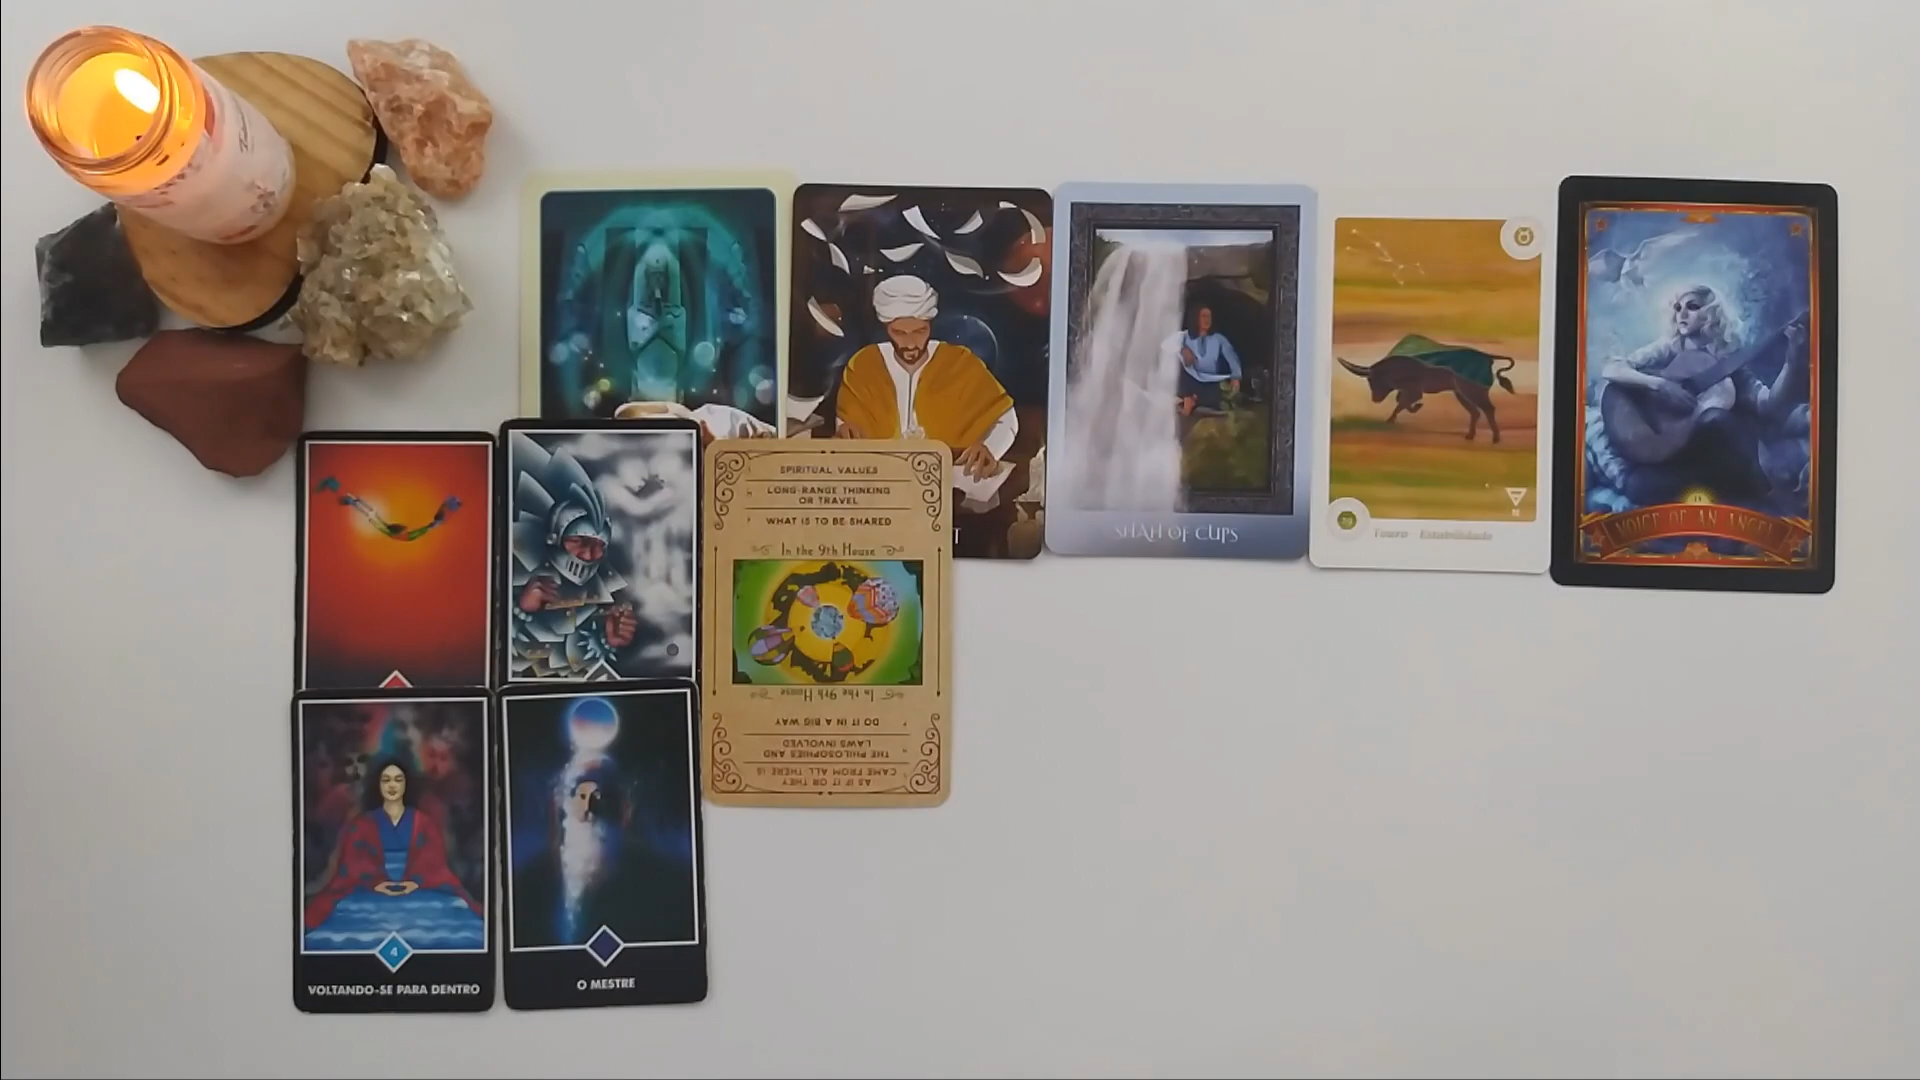 SHAH OF CUPS
Touro - Estabilidade
VOICE OF AN ANGEL
T
SPIRITUAL VALUES
LONG-RANGE THINKING
OR TRAVEL
WHAT IS TO BE SHARED
In the 9th House
In the 9th House
DO IT IN A BIG WAY
THE PHILOSOPHIES AND
LAWS INVOLVED
AS IF IT OR THEY
CAME FROM ALL THERE IS
4
VOLTANDO-SE PARA DENTRO
O MESTRE